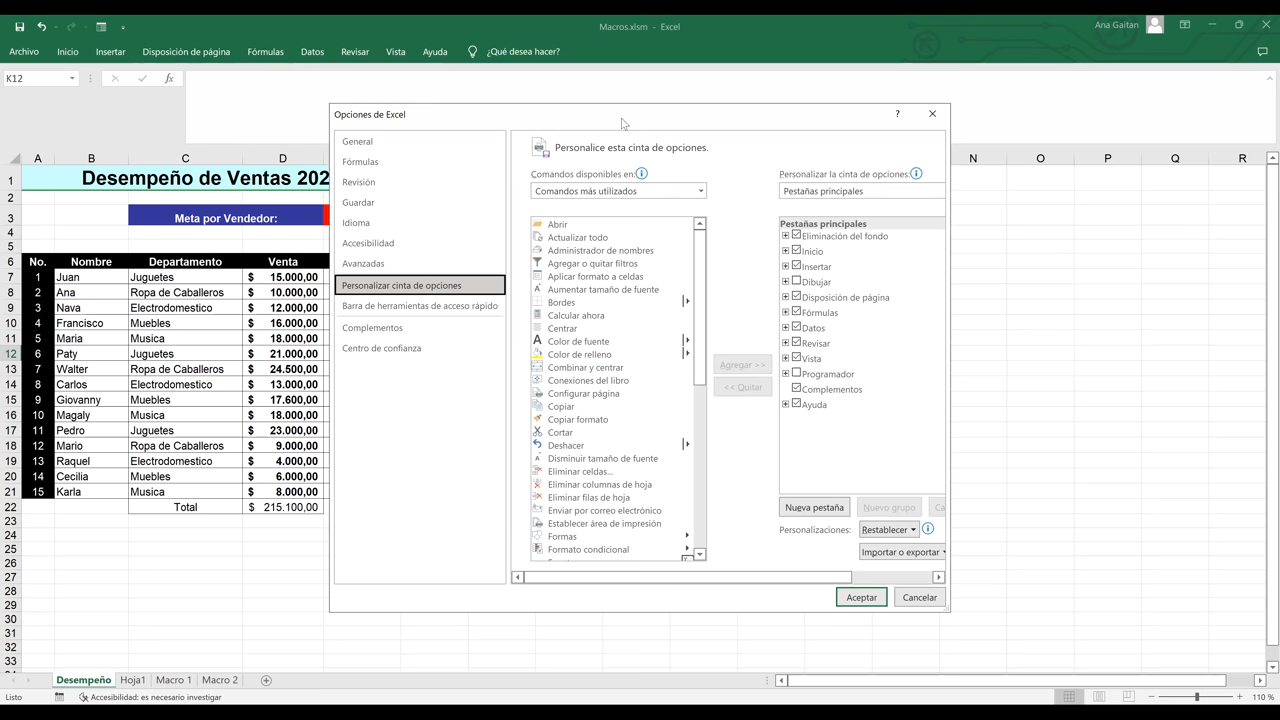 Macros.xlsm - Excel
Ana Gaitan
Archivo Inicio Insertar Disposición de página Fórmulas Datos Revisar Vista Ayuda ¿Qué desea hacer?
K12
fx
Opciones de Excel
?
General
Fórmulas
Revisión
Guardar
Idioma
Accesibilidad
Avanzadas
Personalizar cinta de opciones
Barra de herramientas de acceso rápido
Complementos
Centro de confianza
Personalice esta cinta de opciones.
Comandos disponibles en:
Comandos más utilizados
Abrir
Actualizar todo
Administrador de nombres
Agregar o quitar filtros
Aplicar formato a celdas
Aumentar tamaño de fuente
Bordes
Calcular ahora
Centrar
Color de fuente
Color de relleno
Combinar y centrar
Conexiones del libro
Configurar página
Copiar
Copiar formato
Cortar
Deshacer
Disminuir tamaño de fuente
Eliminar celdas...
Eliminar columnas de hoja
Eliminar filas de hoja
Enviar por correo electrónico
Establecer área de impresión
Formas
Formato condicional
Agregar >>
<< Quitar
Personalizar la cinta de opciones:
Pestañas principales
Pestañas principales
Eliminación del fondo
Inicio
Insertar
Dibujar
Disposición de página
Fórmulas
Datos
Revisar
Vista
Programador
Complementos
Ayuda
Nueva pestaña Nuevo grupo Ca
Personalizaciones: Restablecer
Importar o exportar
Aceptar Cancelar
A B C D N O P Q R
1 Desempeño de Ventas 202
2
3 Meta por Vendedor:
4
5
6 No. Nombre Departamento Venta
7 1 Juan Juguetes $ 15.000,00
8 2 Ana Ropa de Caballeros $ 10.000,00
9 3 Nava Electrodomestico $ 12.000,00
10 4 Francisco Muebles $ 16.000,00
11 5 Maria Musica $ 18.000,00
12 6 Paty Juguetes $ 21.000,00
13 7 Walter Ropa de Caballeros $ 24.500,00
14 8 Carlos Electrodomestico $ 13.000,00
15 9 Giovanny Muebles $ 17.600,00
16 10 Magaly Musica $ 18.000,00
17 11 Pedro Juguetes $ 23.000,00
18 12 Mario Ropa de Caballeros $ 9.000,00
19 13 Raquel Electrodomestico $ 4.000,00
20 14 Cecilia Muebles $ 6.000,00
21 15 Karla Musica $ 8.000,00
22 Total $ 215.100,00
23
24
25
26
27
28
29
30
31
32
33
Desempeño Hoja1 Macro 1 Macro 2
Listo Accesibilidad: es necesario investigar 110 %